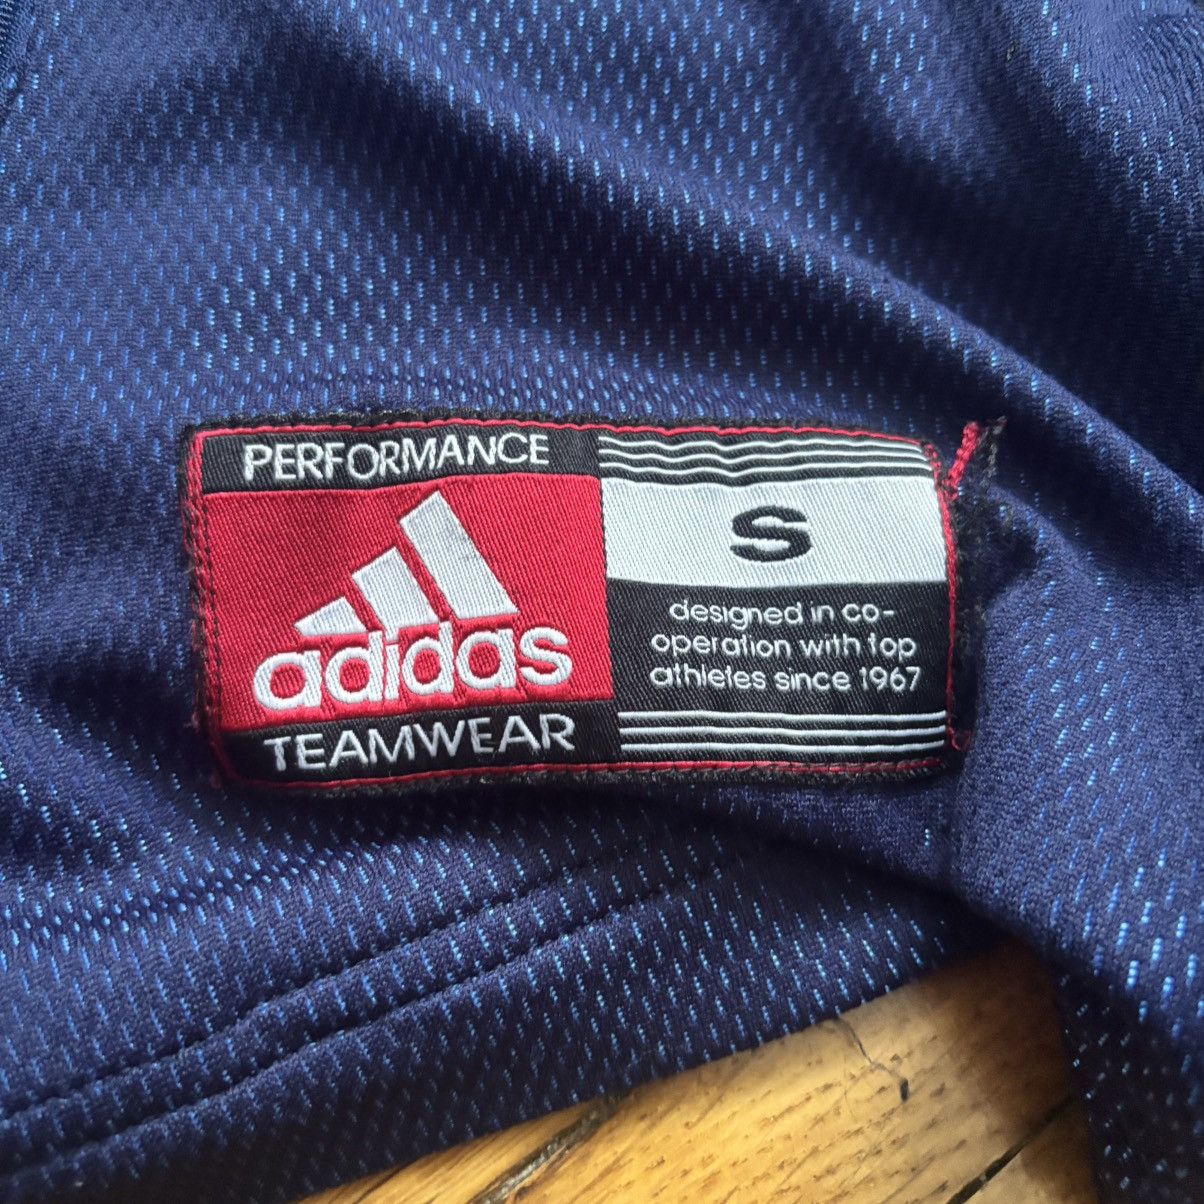 PERFORMANCE
adidas
TEAMWEAR
S
designed in co-
operation with top
athletes since 1967